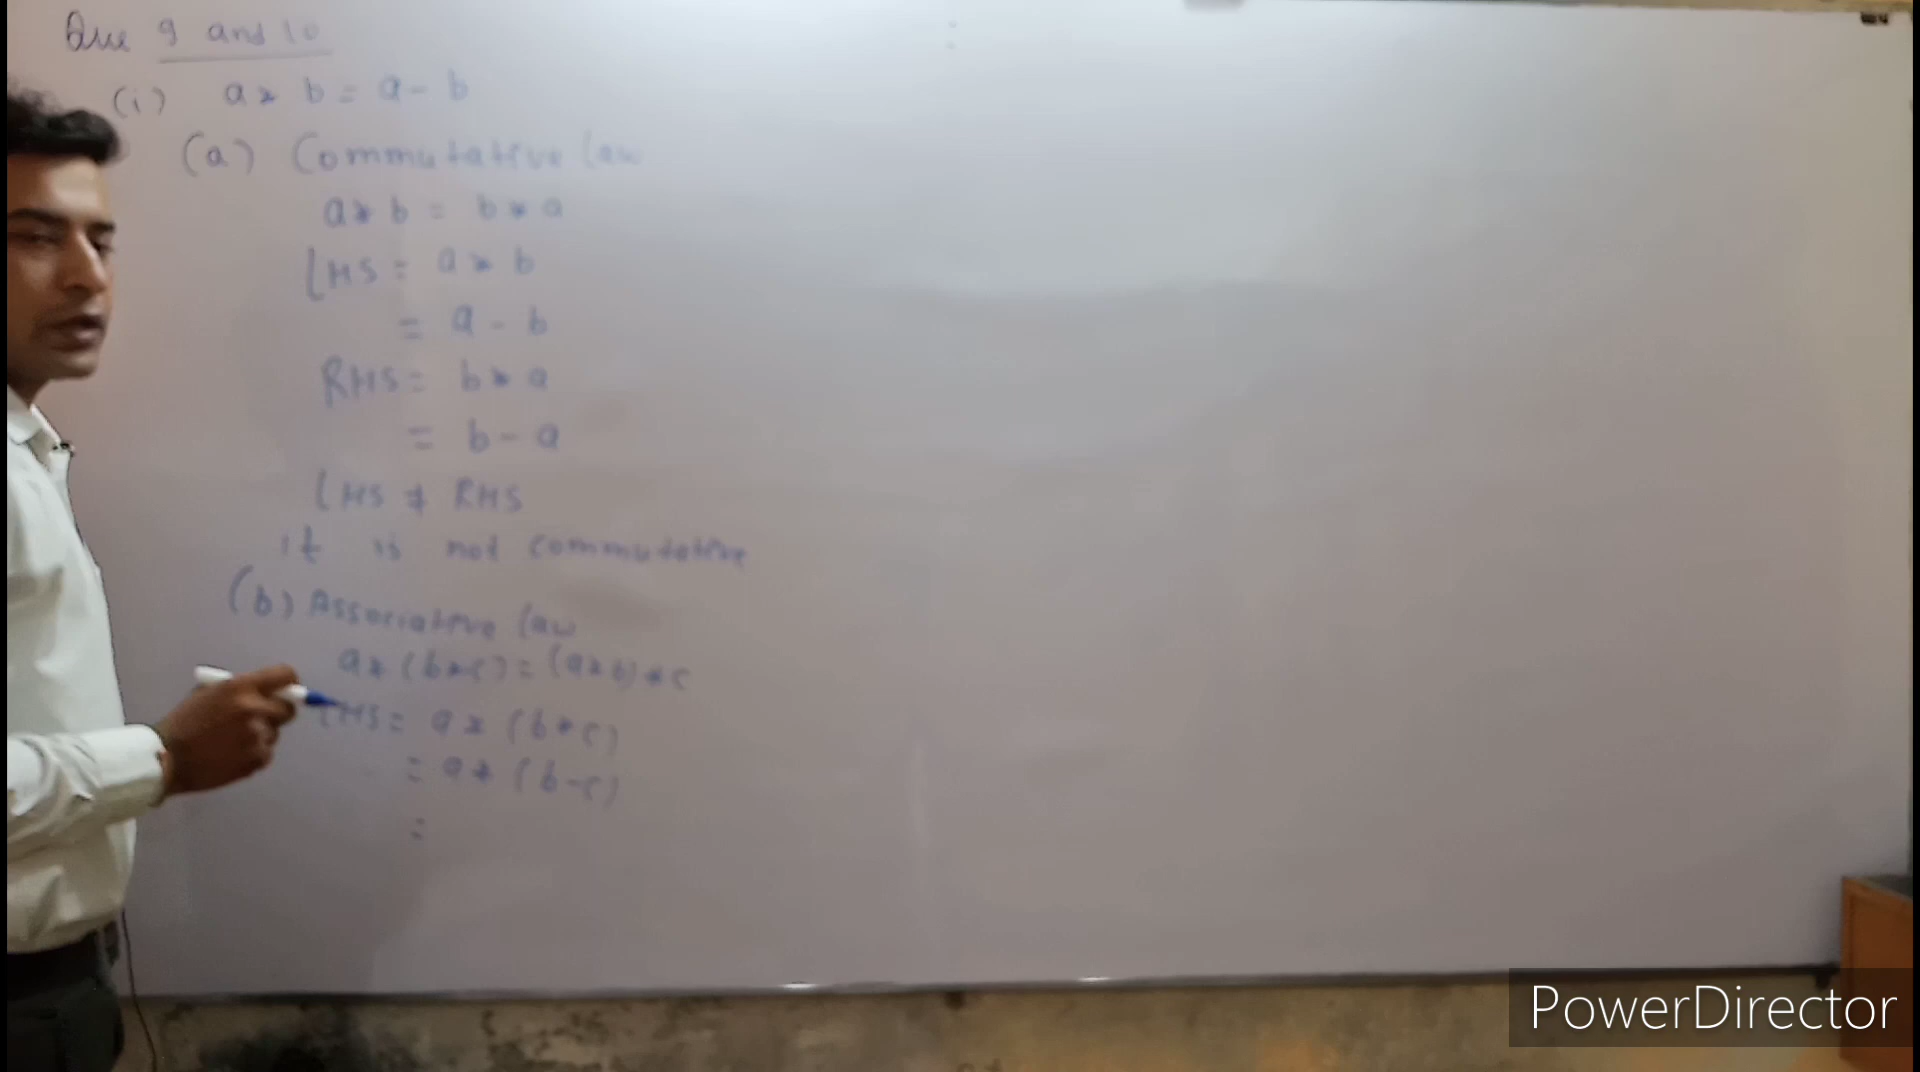 Que 9 and 10
(i) a * b = a - b
(a) Commutative law
a * b = b * a
LHS = a * b
= a - b
RHS = b * a
= b - a
LHS ≠ RHS
it is not commutative
(b) Associative law
a * (b * c) = (a * b) * c
LHS = a * (b * c)
= a * (b - c)
=
PowerDirector